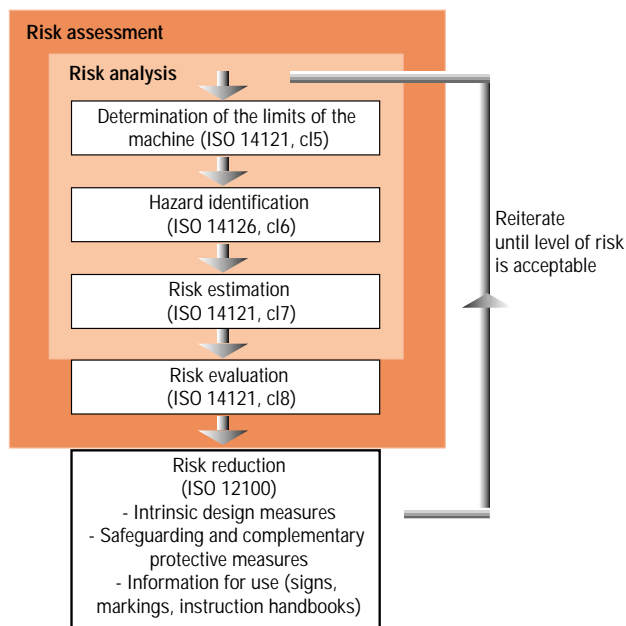 Risk assessment
Risk analysis
Determination of the limits of the
machine (ISO 14121, cl5)
Hazard identification
(ISO 14126, cl6)
Risk estimation
(ISO 14121, cl7)
Risk evaluation
(ISO 14121, cl8)
Risk reduction
(ISO 12100)
- Intrinsic design measures
- Safeguarding and complementary
protective measures
- Information for use (signs,
markings, instruction handbooks)
Reiterate
until level of risk
is acceptable